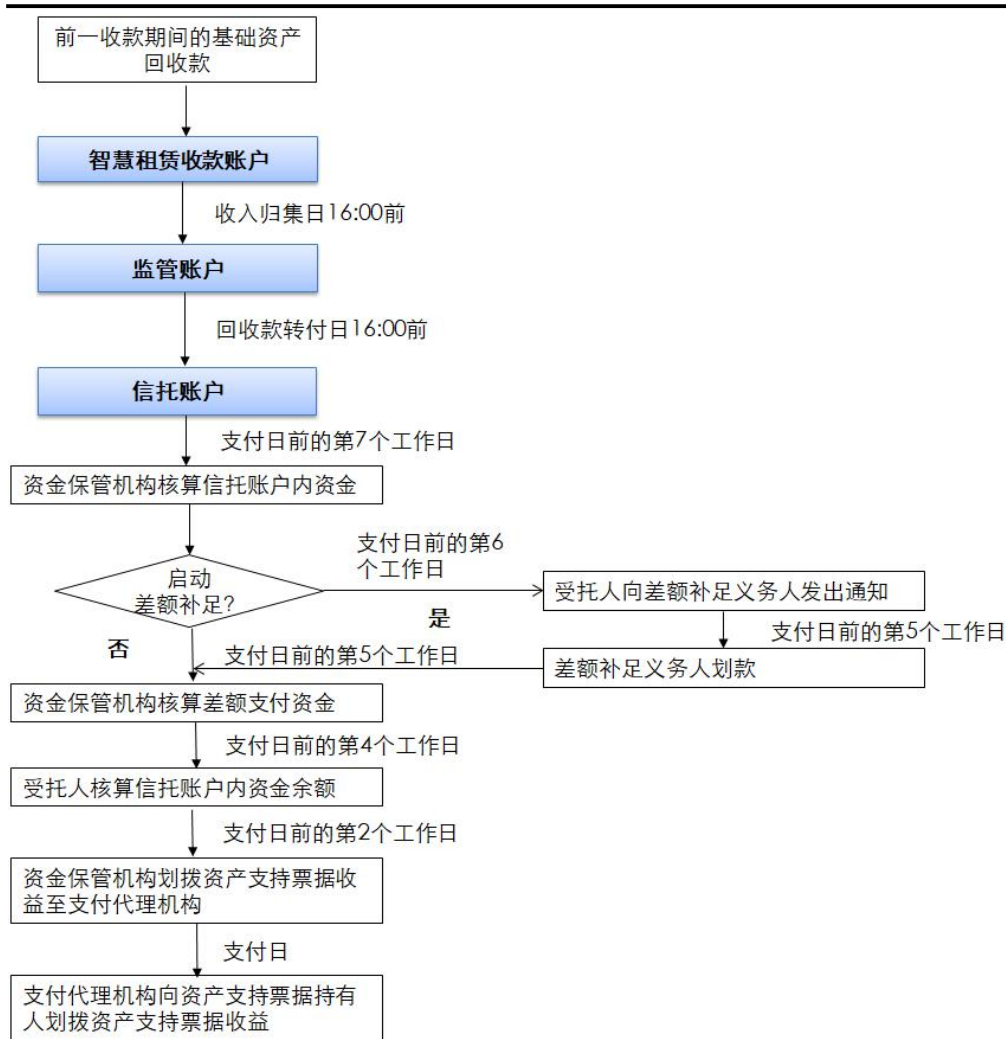 前一收款期间的基础资产
回收款
智慧租赁收款账户
收入归集日16:00前
监管账户
回收款转付日16:00前
信托账户
支付日前的第7个工作日
资金保管机构核算信托账户内资金
启动
差额补足?
支付日前的第6
个工作日
是
受托人向差额补足义务人发出通知
支付日前的第5个工作日
差额补足义务人划款
否
支付日前的第5个工作日
资金保管机构核算差额支付资金
支付日前的第4个工作日
受托人核算信托账户内资金余额
支付日前的第2个工作日
资金保管机构划拨资产支持票据收
益至支付代理机构
支付日
支付代理机构向资产支持票据持有
人划拨资产支持票据收益